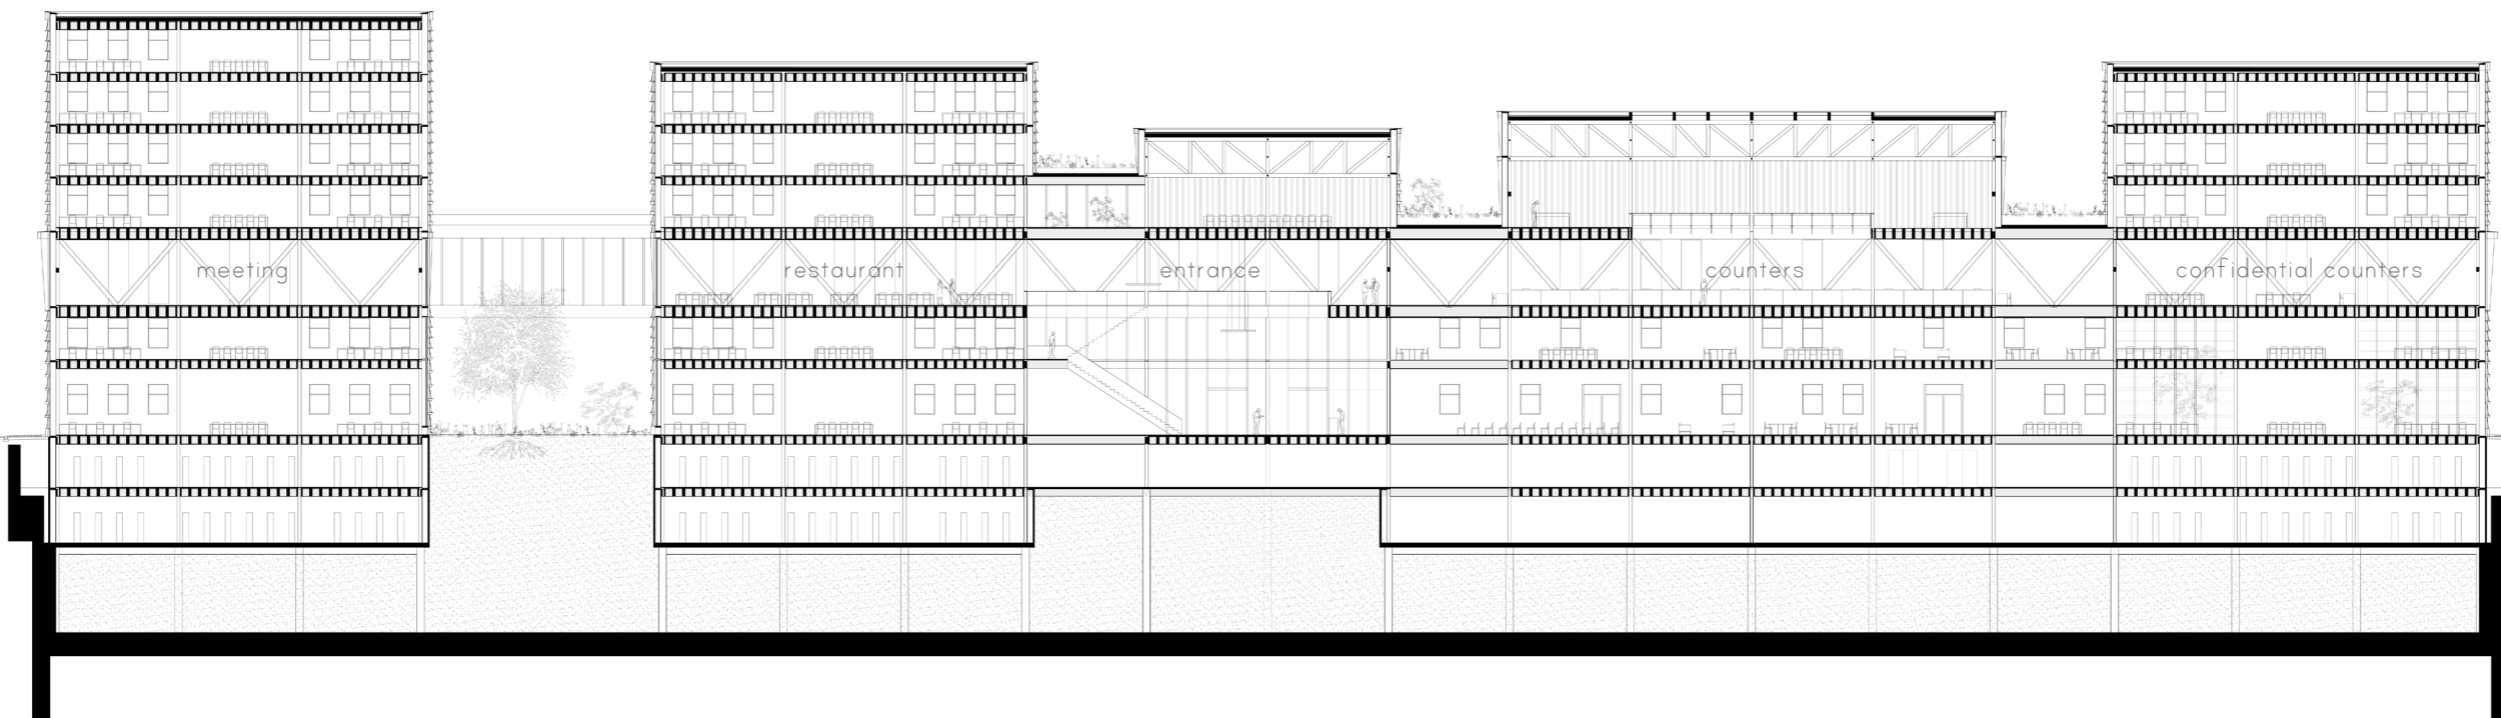 meeting
restaurant
entrance
counters
confidential counters